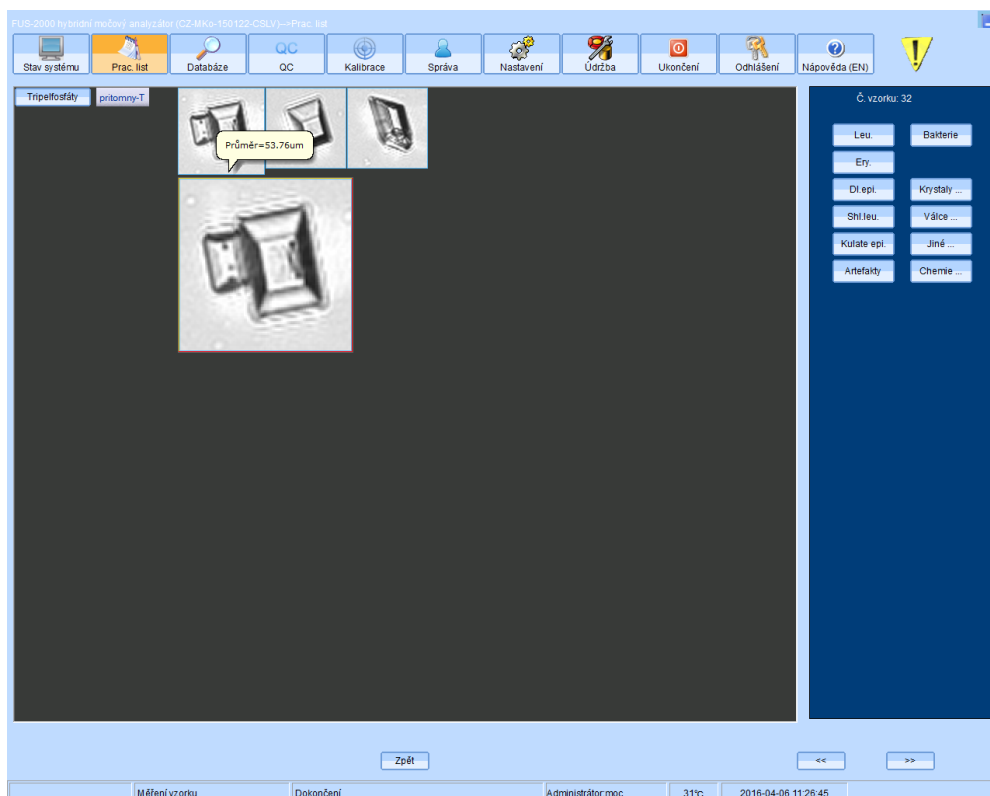 FUS-2000 hybridní močový analyzátor (CZ-MKo-150122-CSLV)-->Prac. list
QC
Stav systému Prac. list Databáze QC Kalibrace Správa Nastavení Údržba Ukončení Odhlášení Nápověda (EN)
Tripelfosfáty pritomny-T
Průměr=53.76um
Č. vzorku: 32
Leu. Bakterie
Ery.
Dl.epi. Krystaly ...
Shl.leu. Válce ...
Kulate epi. Jiné ...
Artefakty Chemie ...
Zpět << >>
Měření vzorku Dokončení Administrátor:moc 31°C 2016-04-06 11:26:45